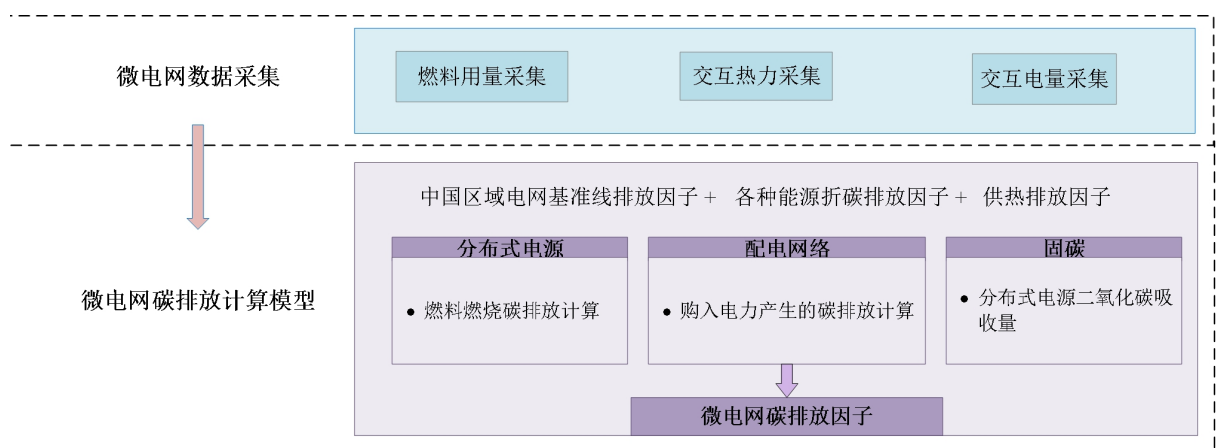 微电网数据采集
燃料用量采集
交互热力采集
交互电量采集
中国区域电网基准线排放因子 + 各种能源折碳排放因子 + 供热排放因子
微电网碳排放计算模型
分布式电源
• 燃料燃烧碳排放计算
配电网络
• 购入电力产生的碳排放计算
固碳
• 分布式电源二氧化碳吸
收量
微电网碳排放因子